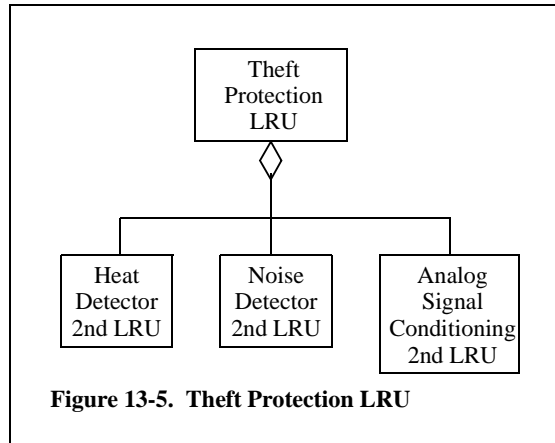 Theft
Protection
LRU
Heat
Detector
2nd LRU
Noise
Detector
2nd LRU
Analog
Signal
Conditioning
2nd LRU
Figure 13-5. Theft Protection LRU